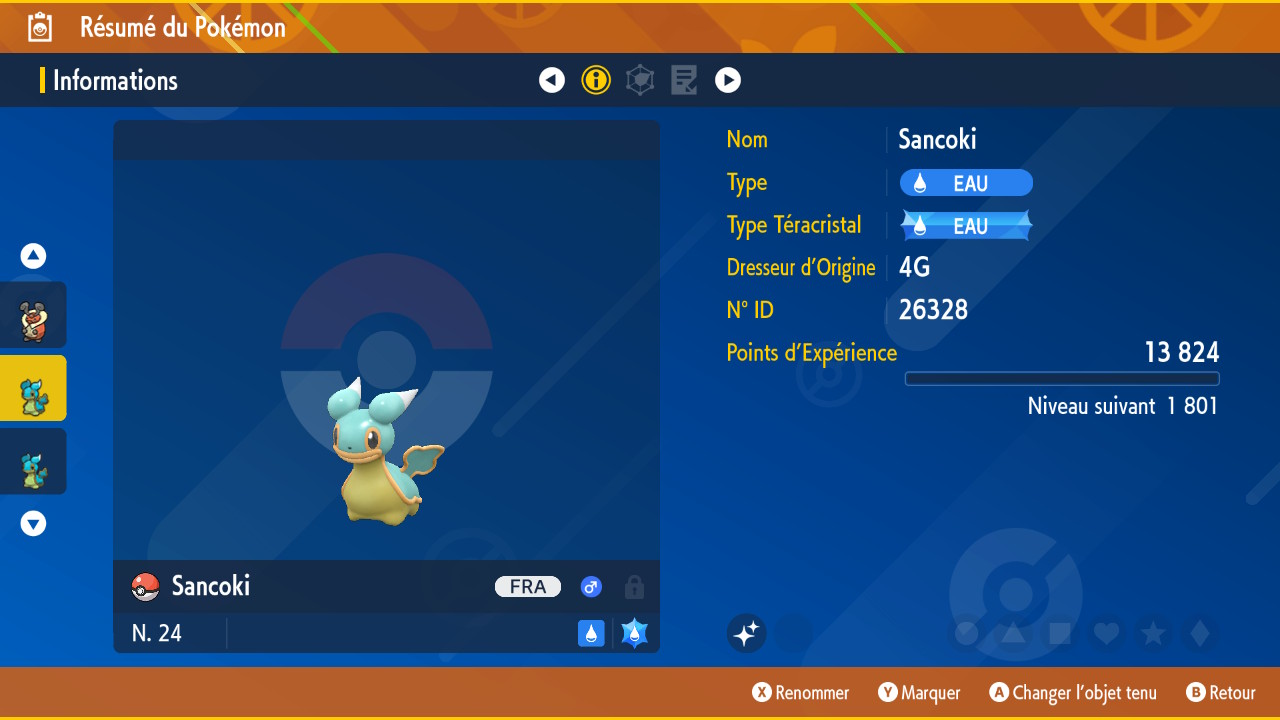 Résumé du Pokémon
Informations
Nom Sancoki
Type EAU
Type Téracristal EAU
Dresseur d'Origine 4G
N° ID 26328
Points d'Expérience 13 824
Niveau suivant 1 801
Sancoki FRA ♂
N. 24
X Renommer Y Marquer A Changer l'objet tenu B Retour